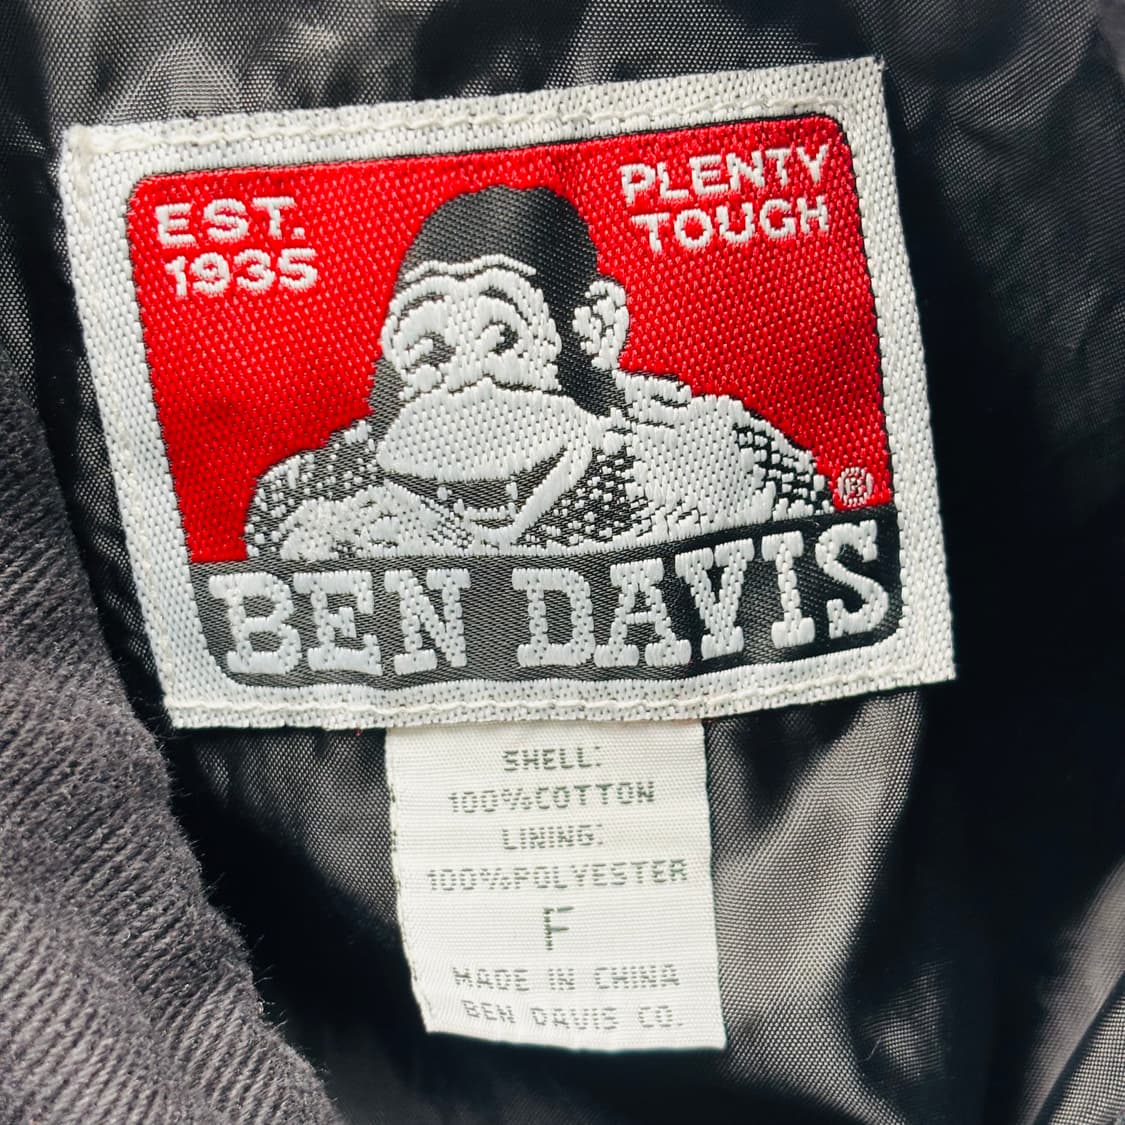 EST.
1935
PLENTY
TOUGH
®
BEN DAVIS
SHELL:
100%COTTON
LINING:
100%POLYESTER
F
MADE IN CHINA
BEN DAVIS CO.